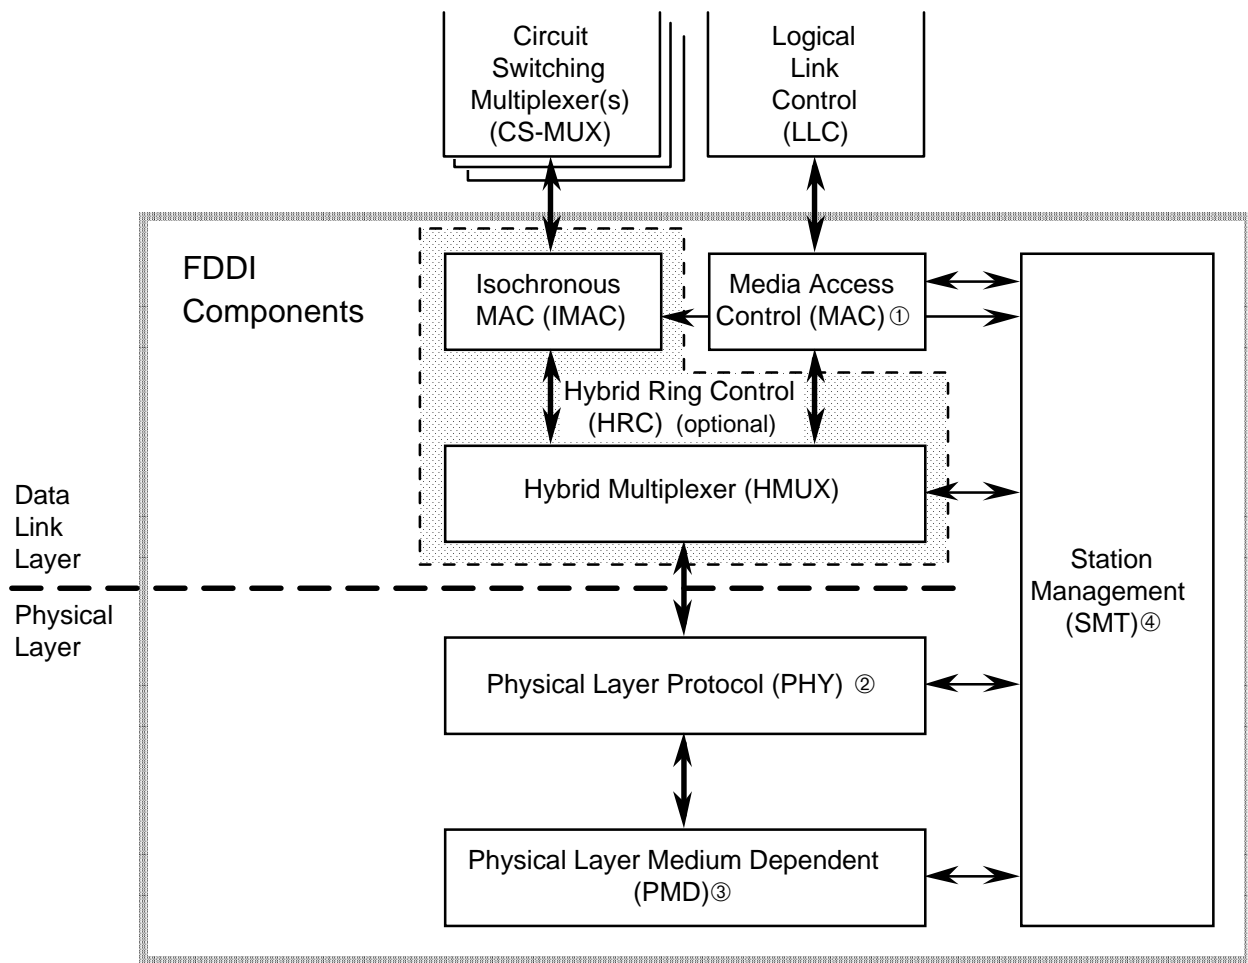 Circuit
Switching
Multiplexer(s)
(CS-MUX)
Logical
Link
Control
(LLC)
FDDI
Components
Isochronous
MAC (IMAC)
Media Access
Control (MAC) ①
Hybrid Ring Control
(HRC) (optional)
Hybrid Multiplexer (HMUX)
Data
Link
Layer
Physical
Layer
Station
Management
(SMT)④
Physical Layer Protocol (PHY) ②
Physical Layer Medium Dependent
(PMD)③